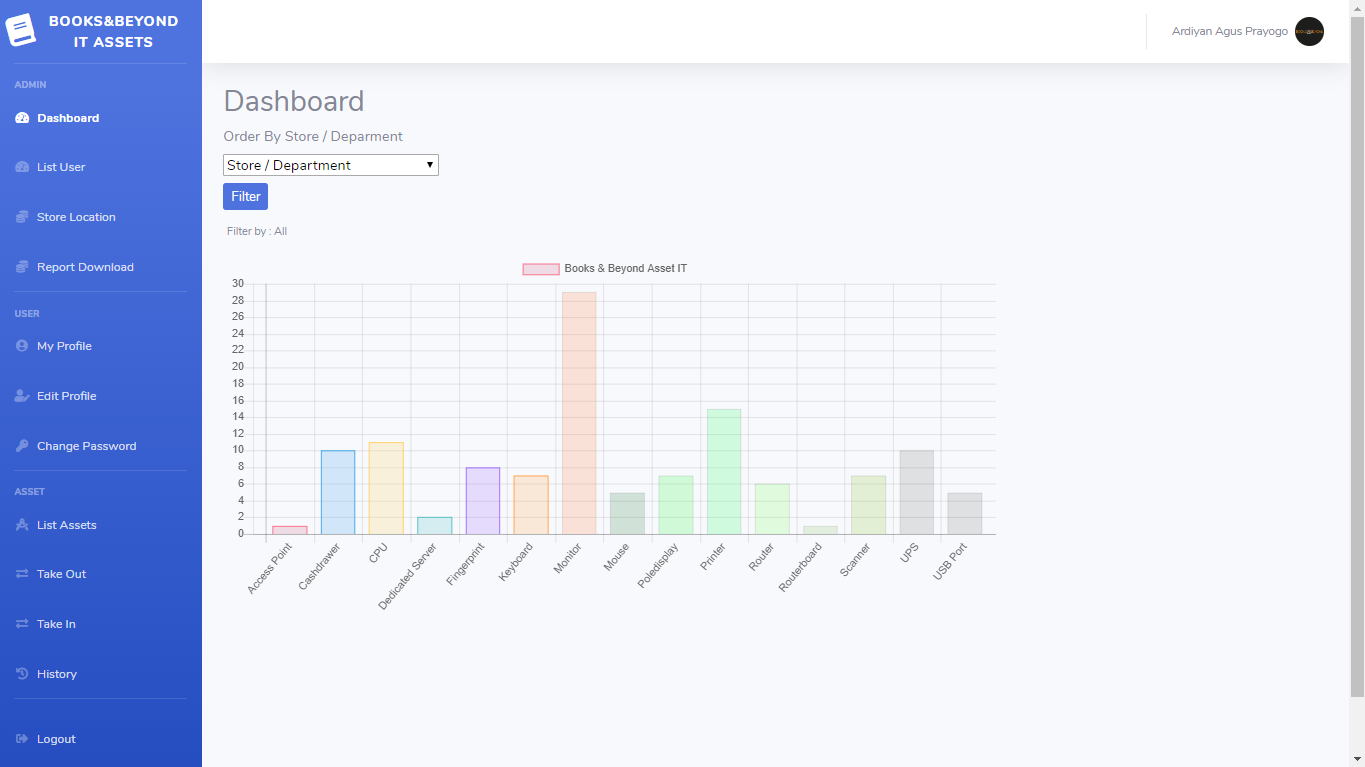 BOOKS&BEYOND
IT ASSETS
ADMIN
Dashboard
List User
Store Location
Report Download
USER
My Profile
Edit Profile
Change Password
ASSET
List Assets
Take Out
Take In
History
Logout
Ardiyan Agus Prayogo
Dashboard
Order By Store / Deparment
Store / Department
Filter
Filter by : All
Books & Beyond Asset IT
30
28
26
24
22
20
18
16
14
12
10
8
6
4
2
0
Access Point
Cashdrawer
CPU
Dedicated Server
Fingerprint
Keyboard
Monitor
Mouse
Poledisplay
Printer
Router
Routerboard
Scanner
UPS
USB Port